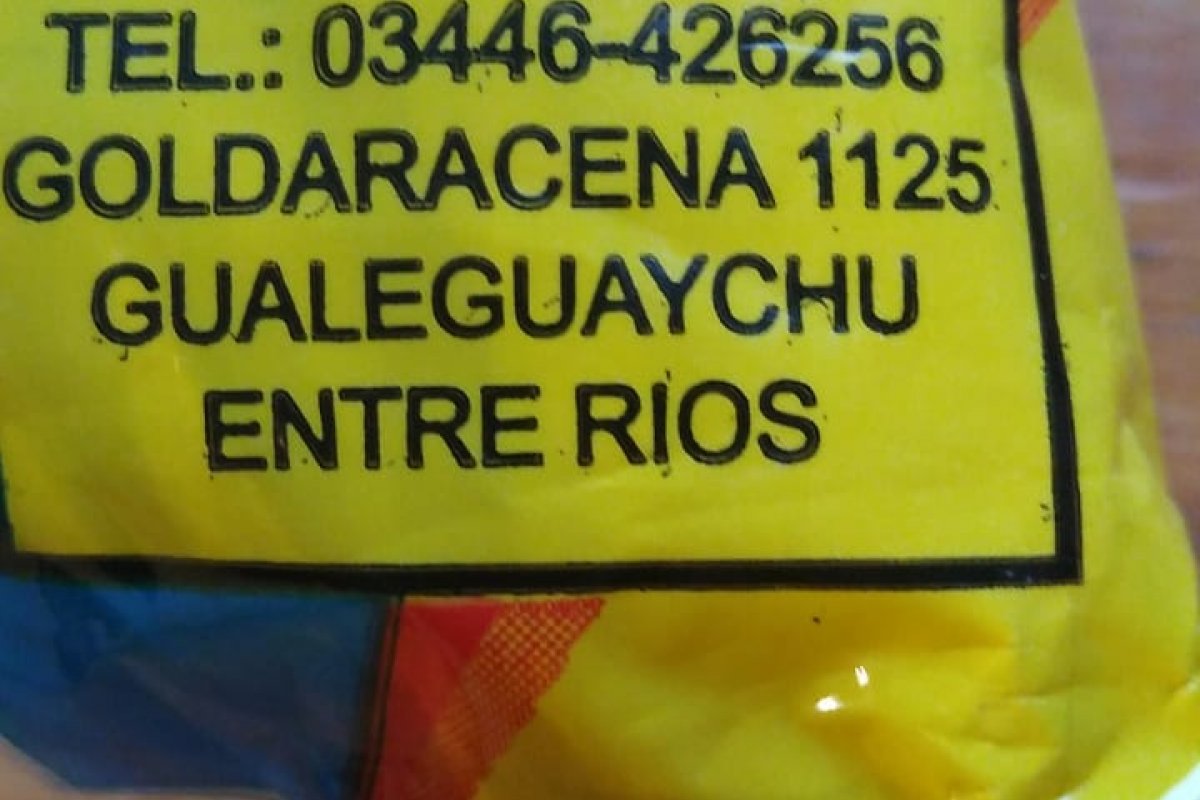 TEL.: 03446-426256
GOLDARACENA 1125
GUALEGUAYCHU
ENTRE RIOS